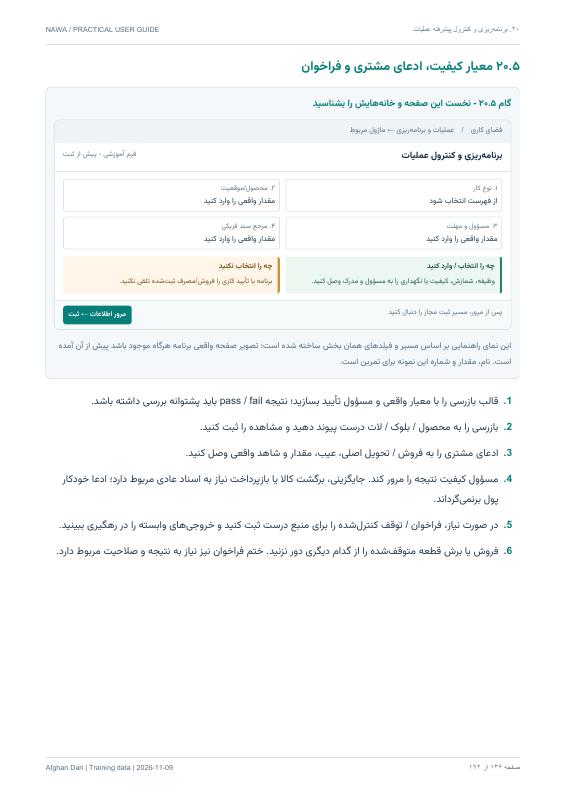 ۲۰. برنامه‌ریزی و کنترول پیشرفته عملیات
NAWA / PRACTICAL USER GUIDE
۲۰.۵ معیار کیفیت، ادعای مشتری و فراخوان
گام ۲۰.۵ - نخست این صفحه و خانه‌هایش را بشناسید
فضای کاری / عملیات و برنامه‌ریزی ← ماژول مربوط
برنامه‌ریزی و کنترول عملیات
فرم آموزشی - پیش از ثبت
۱. نوع کار
از فهرست انتخاب شود
۲. محصول/موقعیت
مقدار واقعی را وارد کنید
۳. مسؤول و مهلت
مقدار واقعی را وارد کنید
۴. مرجع سند فزیکی
مقدار واقعی را وارد کنید
چه را انتخاب / وارد کنید
وظیفه، شمارش، کیفیت یا نگهداری را به مسؤول و مدرک وصل کنید.
چه را انتخاب نکنید
برنامه یا تأیید کاری را فروش/مصرف ثبت‌شده تلقی نکنید.
پس از مرور، مسیر ثبت مجاز را دنبال کنید
مرور اطلاعات ← ثبت
این نمای راهنمایی بر اساس مسیر و فیلدهای همان بخش ساخته شده است؛ تصویر صفحه واقعی برنامه هرگاه موجود باشد پیش از آن آمده
است. نام، مقدار و شماره این نمونه برای تمرین است.
1. قالب بازرسی را با معیار واقعی و مسؤول تأیید بسازید؛ نتیجه pass / fail باید پشتوانه بررسی داشته باشد.
2. بازرسی را به محصول / بلوک / لات درست پیوند دهید و مشاهده را ثبت کنید.
3. ادعای مشتری را به فروش / تحویل اصلی، عیب، مقدار و شاهد واقعی وصل کنید.
4. مسؤول کیفیت نتیجه را مرور کند. جایگزینی، برگشت کالا یا بازپرداخت نیاز به اسناد عادی مربوط دارد؛ ادعا خودکار
پول برنمی‌گرداند.
5. در صورت نیاز، فراخوان / توقف کنترل‌شده را برای منبع درست ثبت کنید و خروجی‌های وابسته را در رهگیری ببینید.
6. فروش یا برش قطعه متوقف‌شده را از گدام دیگری دور نزنید. ختم فراخوان نیز نیاز به نتیجه و صلاحیت مربوط دارد.
صفحه ۱۳۶ از ۱۹۲
Afghan Dari | Training data | 2026-11-09